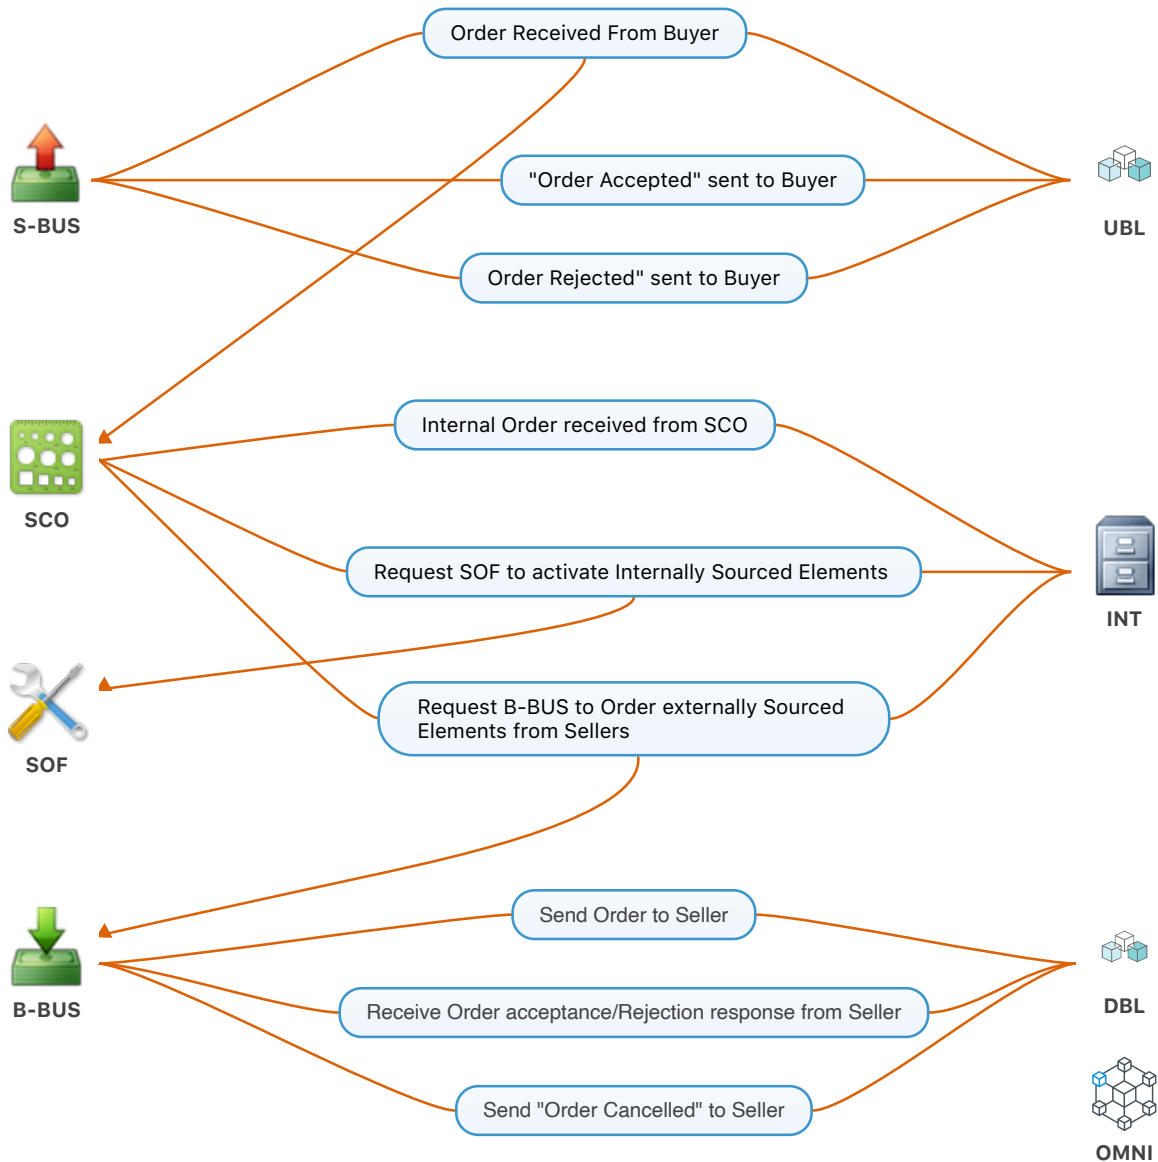 Order Received From Buyer
"Order Accepted" sent to Buyer
S-BUS
UBL
Order Rejected" sent to Buyer
Internal Order received from SCO
SCO
Request SOF to activate Internally Sourced Elements
INT
Request B-BUS to Order externally Sourced
Elements from Sellers
SOF
Send Order to Seller
B-BUS
Receive Order acceptance/Rejection response from Seller
DBL
Send "Order Cancelled" to Seller
OMNI